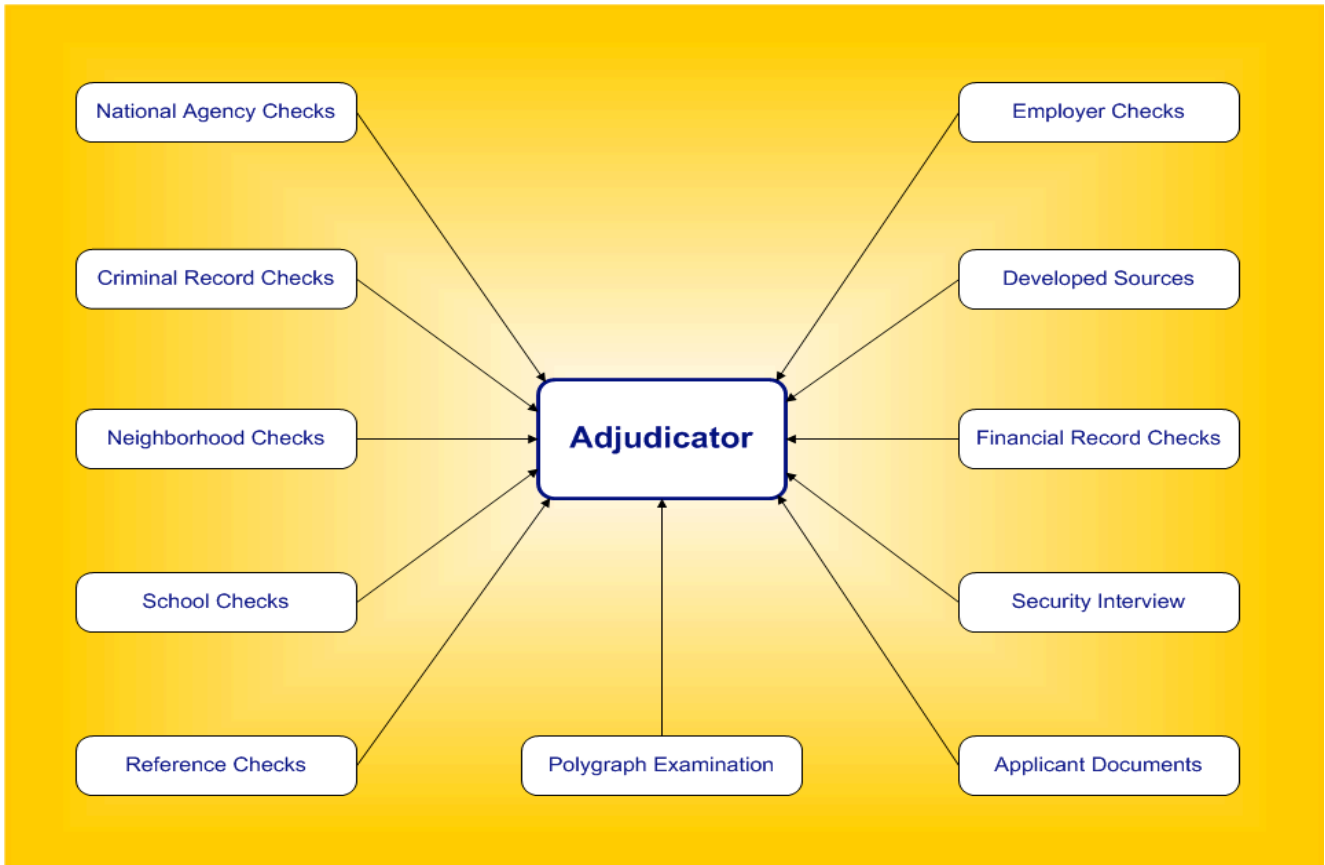 National Agency Checks
Employer Checks
Criminal Record Checks
Developed Sources
Adjudicator
Neighborhood Checks
Financial Record Checks
School Checks
Security Interview
Reference Checks
Polygraph Examination
Applicant Documents